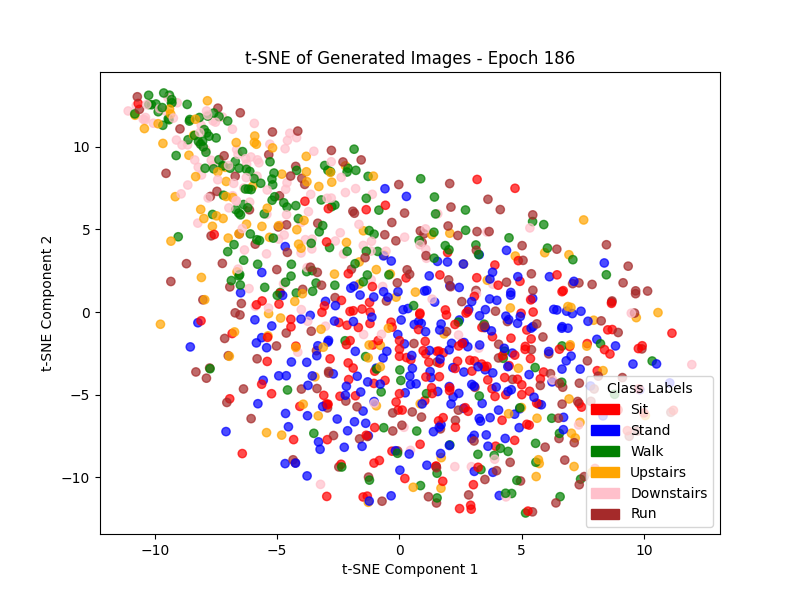 t-SNE of Generated Images - Epoch 186
10
5
0
−5
−10
t-SNE Component 2
−10
−5
0
5
10
t-SNE Component 1
Class Labels
Sit
Stand
Walk
Upstairs
Downstairs
Run